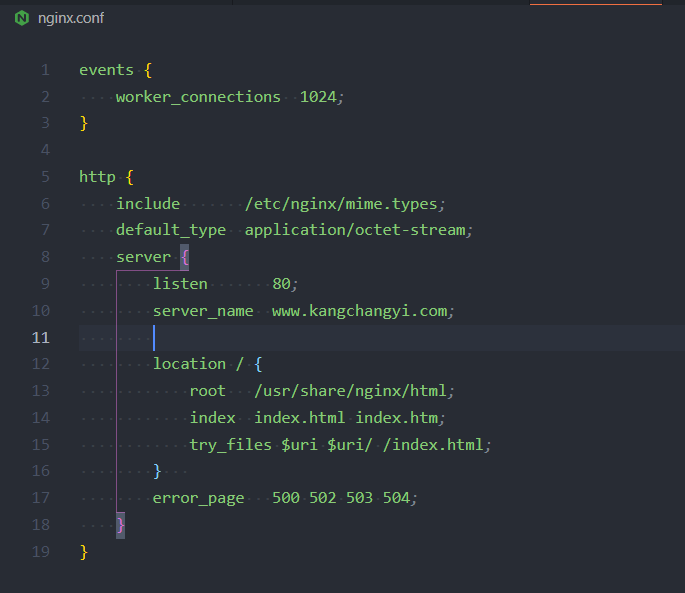 nginx.conf
1 events {
2 worker_connections 1024;
3 }
4
5 http {
6 include /etc/nginx/mime.types;
7 default_type application/octet-stream;
8 server {
9 listen 80;
10 server_name www.kangchangyi.com;
11
12 location / {
13 root /usr/share/nginx/html;
14 index index.html index.htm;
15 try_files $uri $uri/ /index.html;
16 }
17 error_page 500 502 503 504;
18 }
19 }